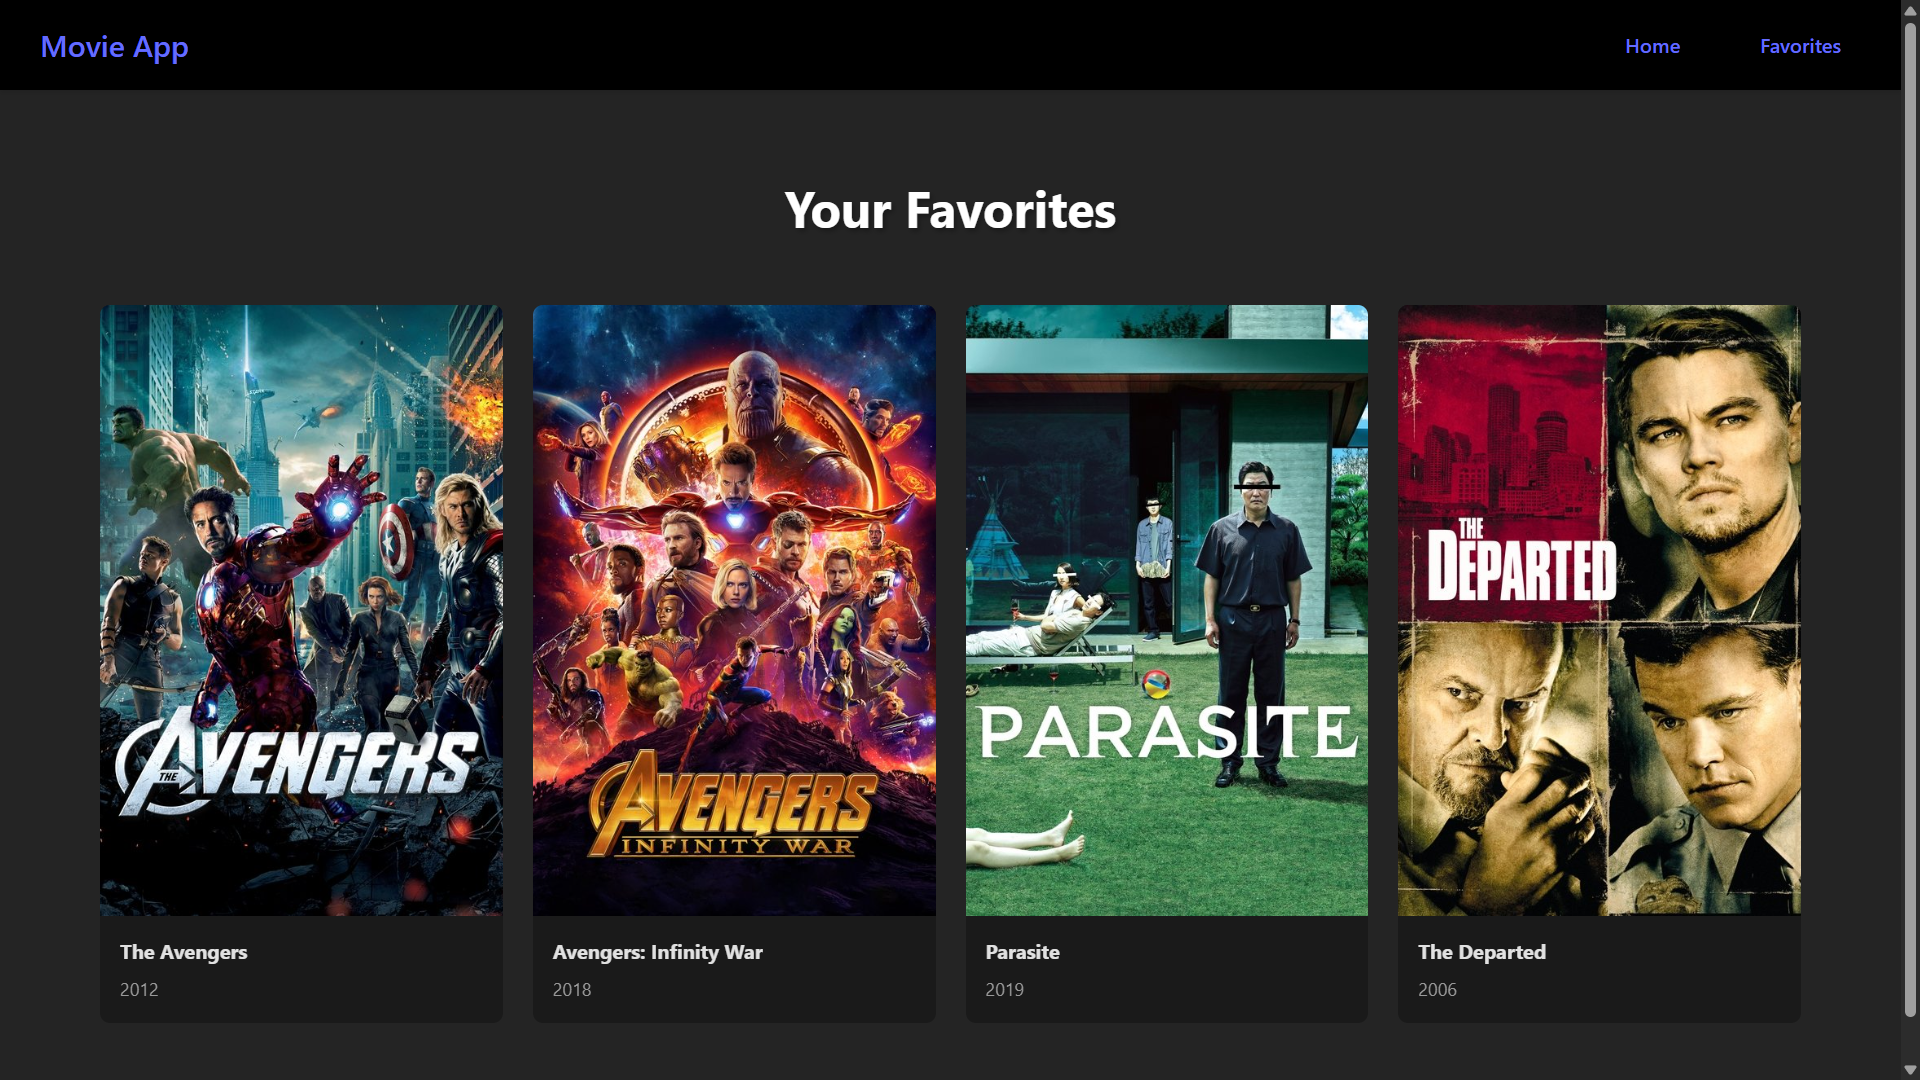 Movie App
Home
Favorites
Your Favorites
THE
AVENGERS
AVENGERS
INFINITY WAR
PARASITE
THE
DEPARTED
The Avengers
Avengers: Infinity War
Parasite
The Departed
2012
2018
2019
2006